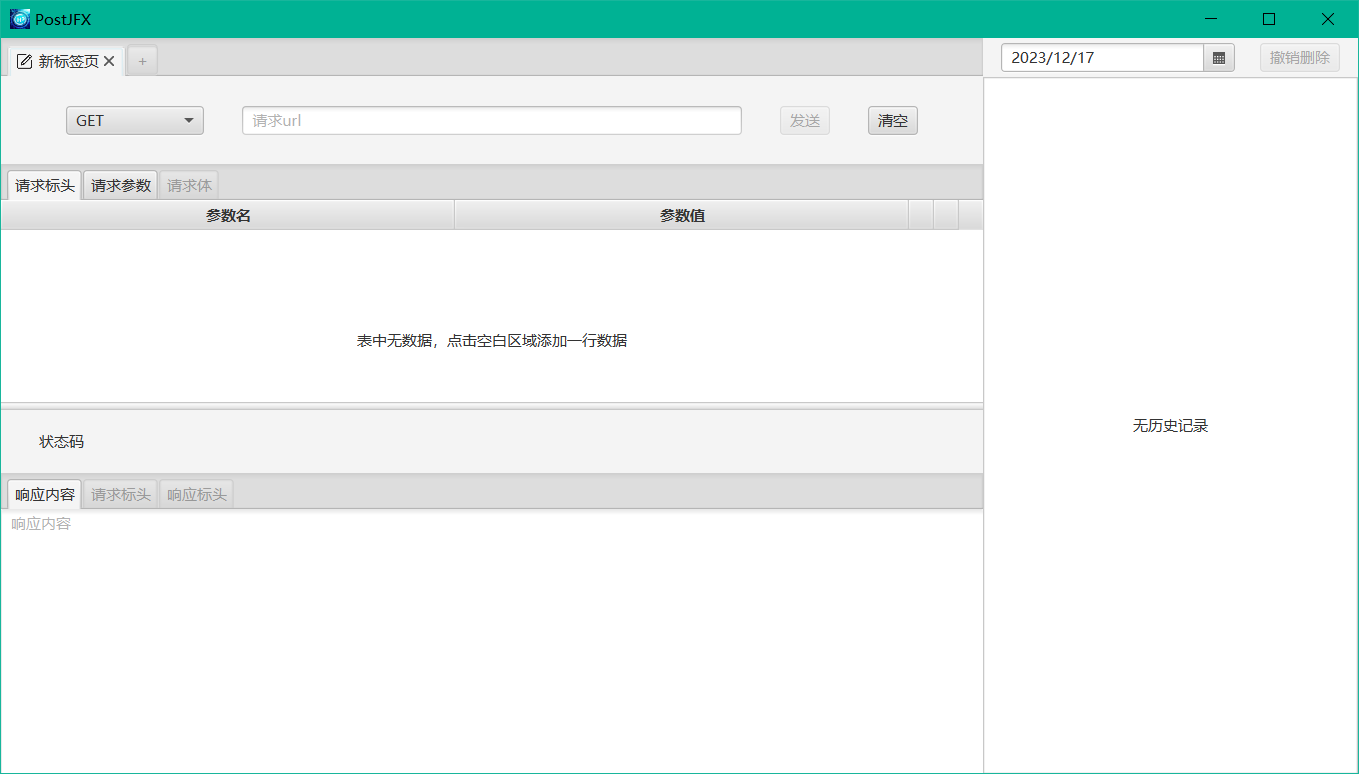 PostJFX
新标签页
+
2023/12/17
撤销删除
GET
请求url
发送
清空
请求标头
请求参数
请求体
参数名
参数值
表中无数据，点击空白区域添加一行数据
状态码
响应内容
请求标头
响应标头
响应内容
无历史记录